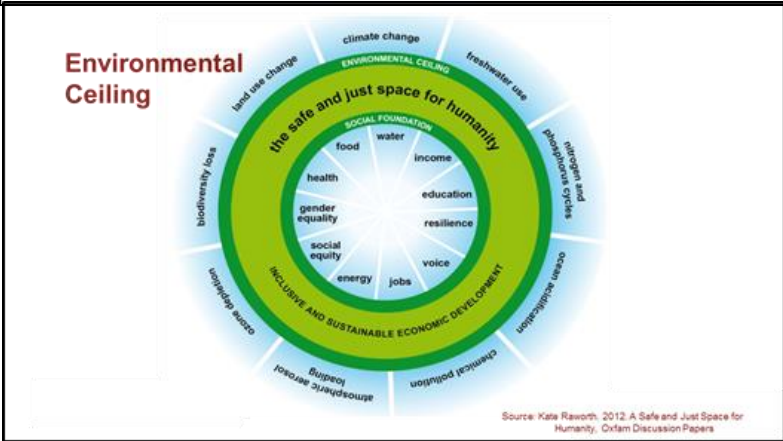 Environmental
Ceiling
climate change
freshwater use
nitrogen and
phosphorus cycles
ocean acidification
chemical pollution
atmospheric aerosol
loading
ozone depletion
biodiversity loss
land use change
ENVIRONMENTAL CEILING
the safe and just space for humanity
SOCIAL FOUNDATION
water
income
education
resilience
voice
jobs
energy
social
equity
gender
equality
health
food
INCLUSIVE AND SUSTAINABLE ECONOMIC DEVELOPMENT
Source: Kate Raworth, 2012: A Safe and Just Space for
Humanity, Oxfam Discussion Papers